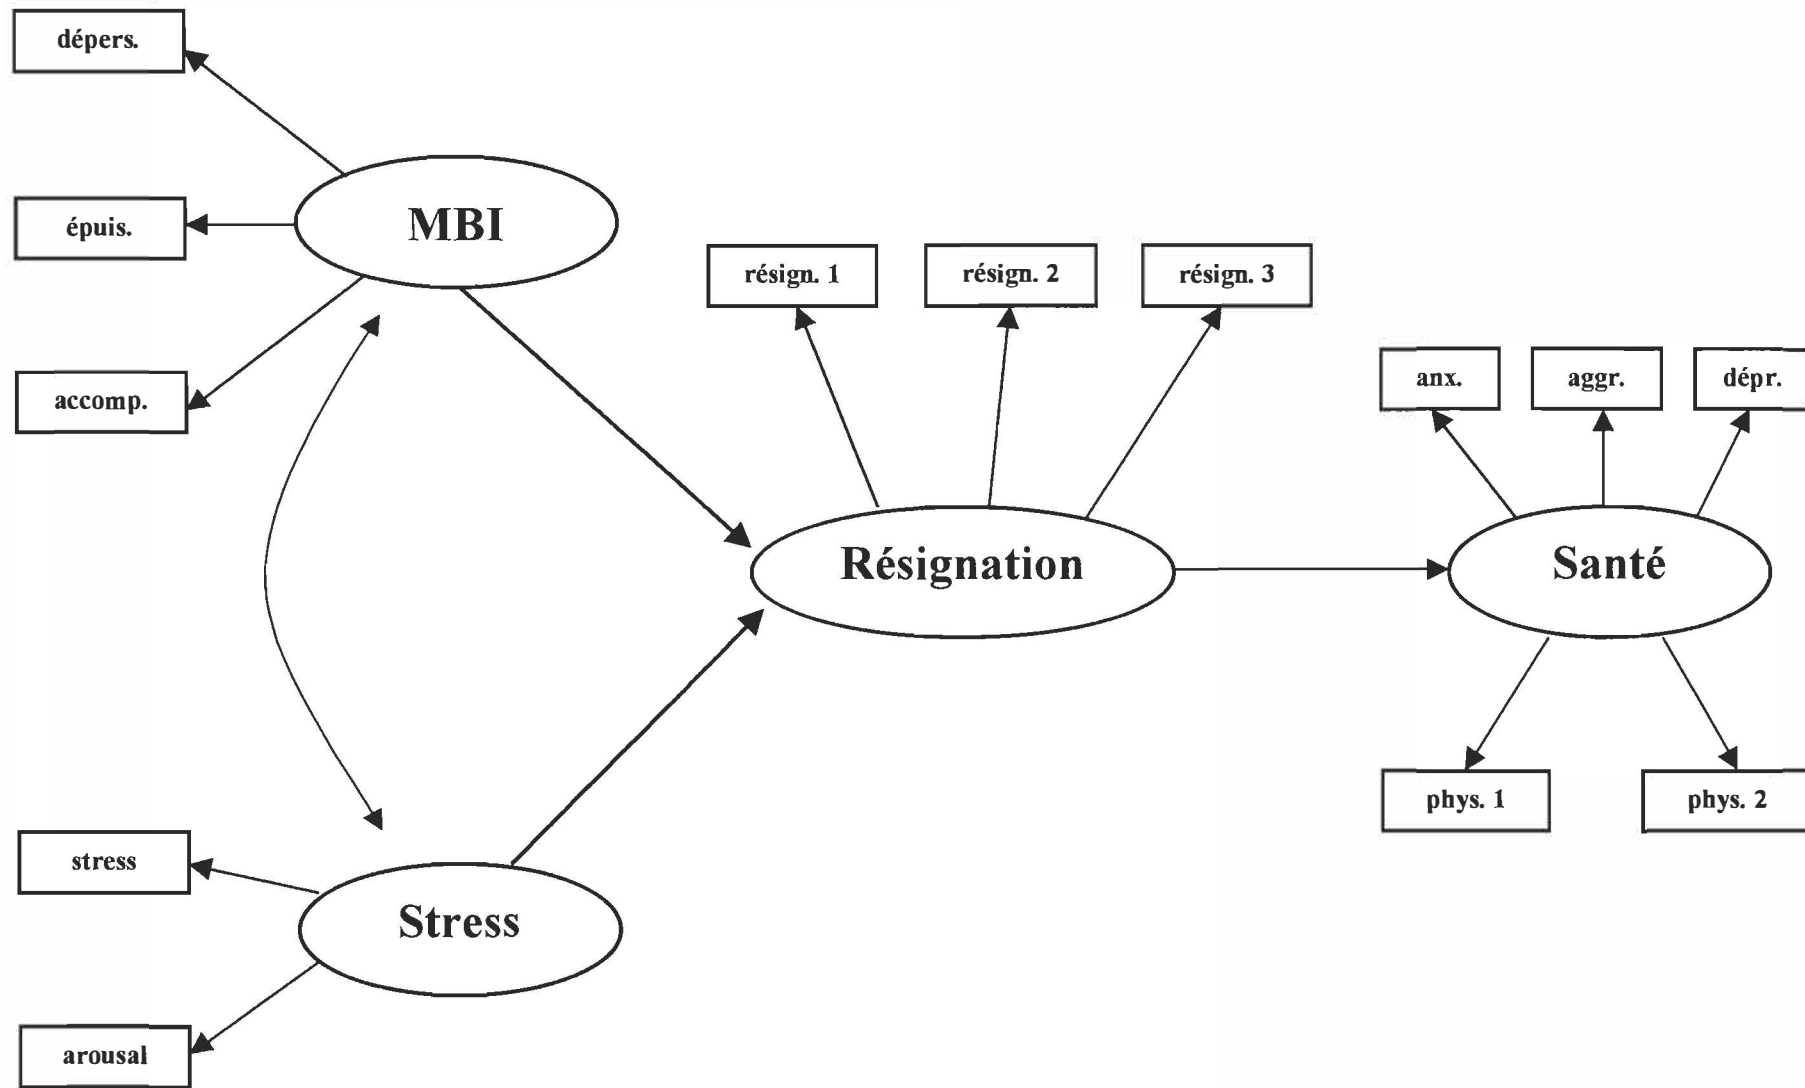 dépers.
épuis.
MBI
accomp.
résign. 1
résign. 2
résign. 3
anx.
aggr.
dépr.
Résignation
Santé
phys. 1
phys. 2
stress
Stress
arousal